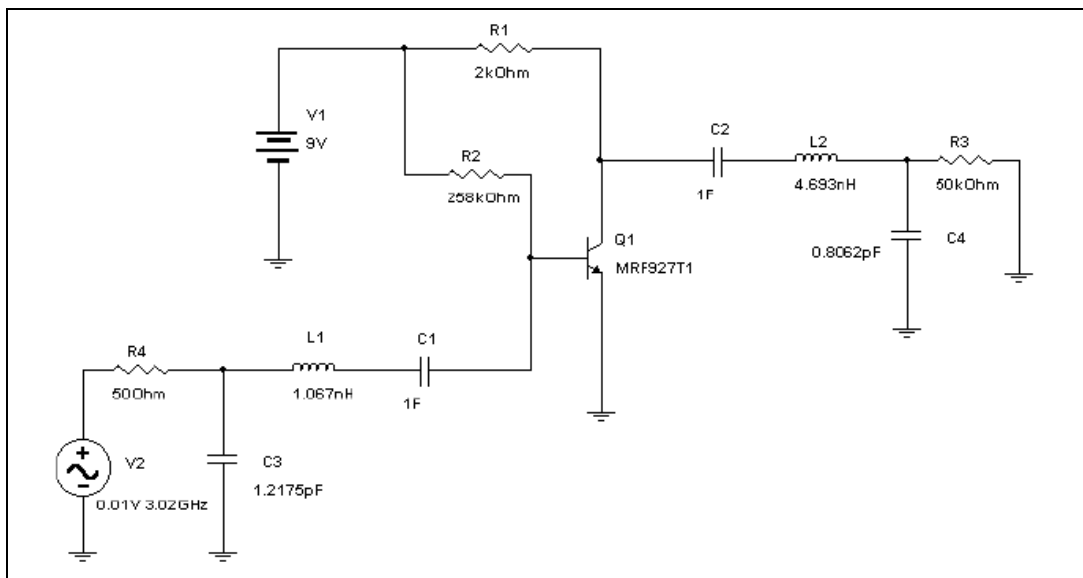 R1
2kOhm
V1
9V
R2
258kOhm
C2
1F
L2
4.693nH
R3
50kOhm
Q1
MRF927T1
0.8062pF
C4
R4
50Ohm
L1
1.067nH
C1
1F
V2
0.01V 3.02GHz
C3
1.2175pF